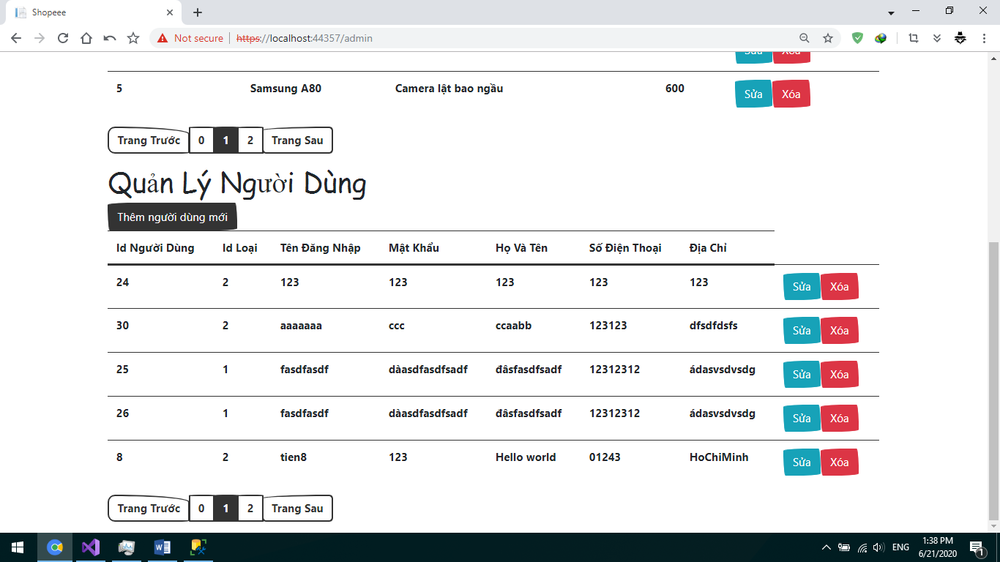 Shopeee
Not secure https://localhost:44357/admin
Sửa Xóa
5 Samsung A80 Camera lật bao ngầu 600 Sửa Xóa
Trang Trước 0 1 2 Trang Sau
Quản Lý Người Dùng
Thêm người dùng mới
Id Người Dùng Id Loại Tên Đăng Nhập Mật Khẩu Họ Và Tên Số Điện Thoại Địa Chỉ
24 2 123 123 123 123 123 Sửa Xóa
30 2 aaaaaaa ccc ccaabb 123123 dfsdfdsfs Sửa Xóa
25 1 fasdfasdf dàasdfasdfsadf đâsfasdfsadf 12312312 ádasvsdvsdg Sửa Xóa
26 1 fasdfasdf dàasdfasdfsadf đâsfasdfsadf 12312312 ádasvsdvsdg Sửa Xóa
8 2 tien8 123 Hello world 01243 HoChiMinh Sửa Xóa
Trang Trước 0 1 2 Trang Sau
ENG 1:38 PM
6/21/2020 1